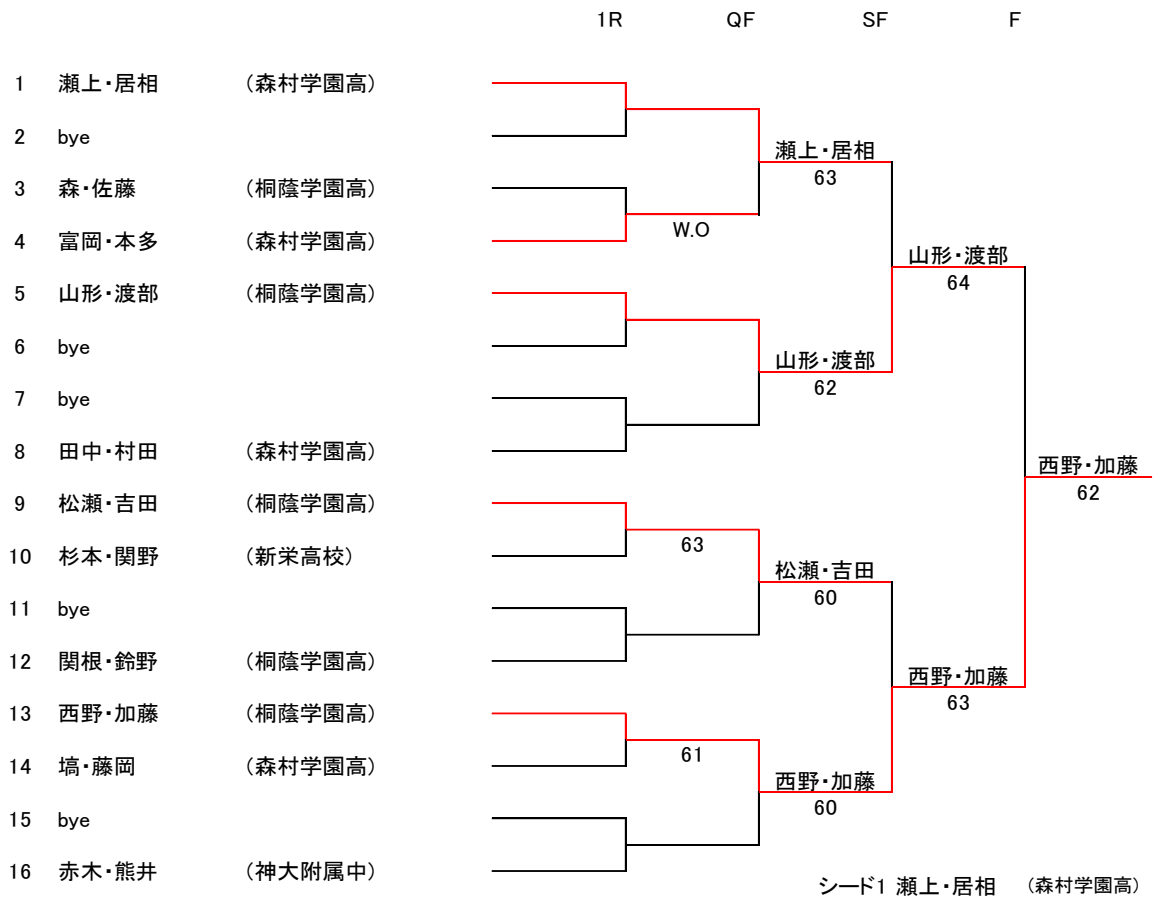 1R QF SF F
1 瀬上・居相 (森村学園高)
2 bye
瀬上・居相
63
3 森・佐藤 (桐蔭学園高)
W.O
4 富岡・本多 (森村学園高)
山形・渡部
64
5 山形・渡部 (桐蔭学園高)
6 bye
山形・渡部
62
7 bye
8 田中・村田 (森村学園高)
西野・加藤
62
9 松瀬・吉田 (桐蔭学園高)
63
10 杉本・関野 (新栄高校)
松瀬・吉田
60
11 bye
12 関根・鈴野 (桐蔭学園高)
西野・加藤
63
13 西野・加藤 (桐蔭学園高)
61
14 塙・藤岡 (森村学園高)
西野・加藤
60
15 bye
16 赤木・熊井 (神大附属中)
シード1 瀬上・居相 (森村学園高)